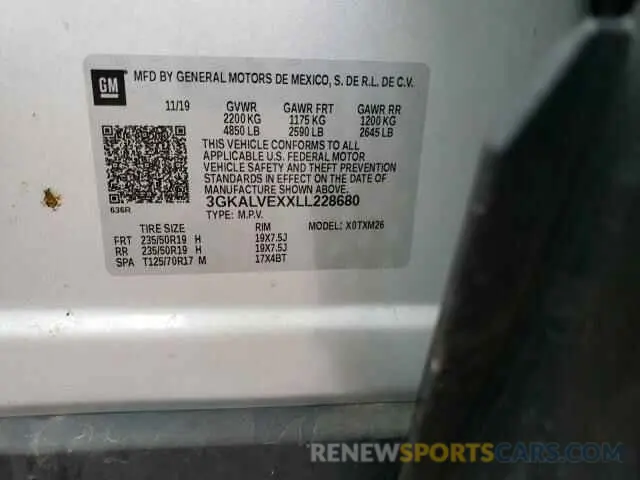 GM
MFD BY GENERAL MOTORS DE MEXICO, S. DE R.L. DE C.V.
11/19 GVWR GAWR FRT GAWR RR
2200 KG 1175 KG 1200 KG
4850 LB 2590 LB 2645 LB
THIS VEHICLE CONFORMS TO ALL
APPLICABLE U.S. FEDERAL MOTOR
VEHICLE SAFETY AND THEFT PREVENTION
STANDARDS IN EFFECT ON THE DATE OF
MANUFACTURE SHOWN ABOVE.
636R
3GKALVEXXLL228680
TYPE: M.P.V. MODEL: X0TXM26
TIRE SIZE RIM
FRT 235/50R19 H 19X7.5J
RR 235/50R19 H 19X7.5J
SPA T125/70R17 M 17X4BT
RENEWSPORTSCARS.COM